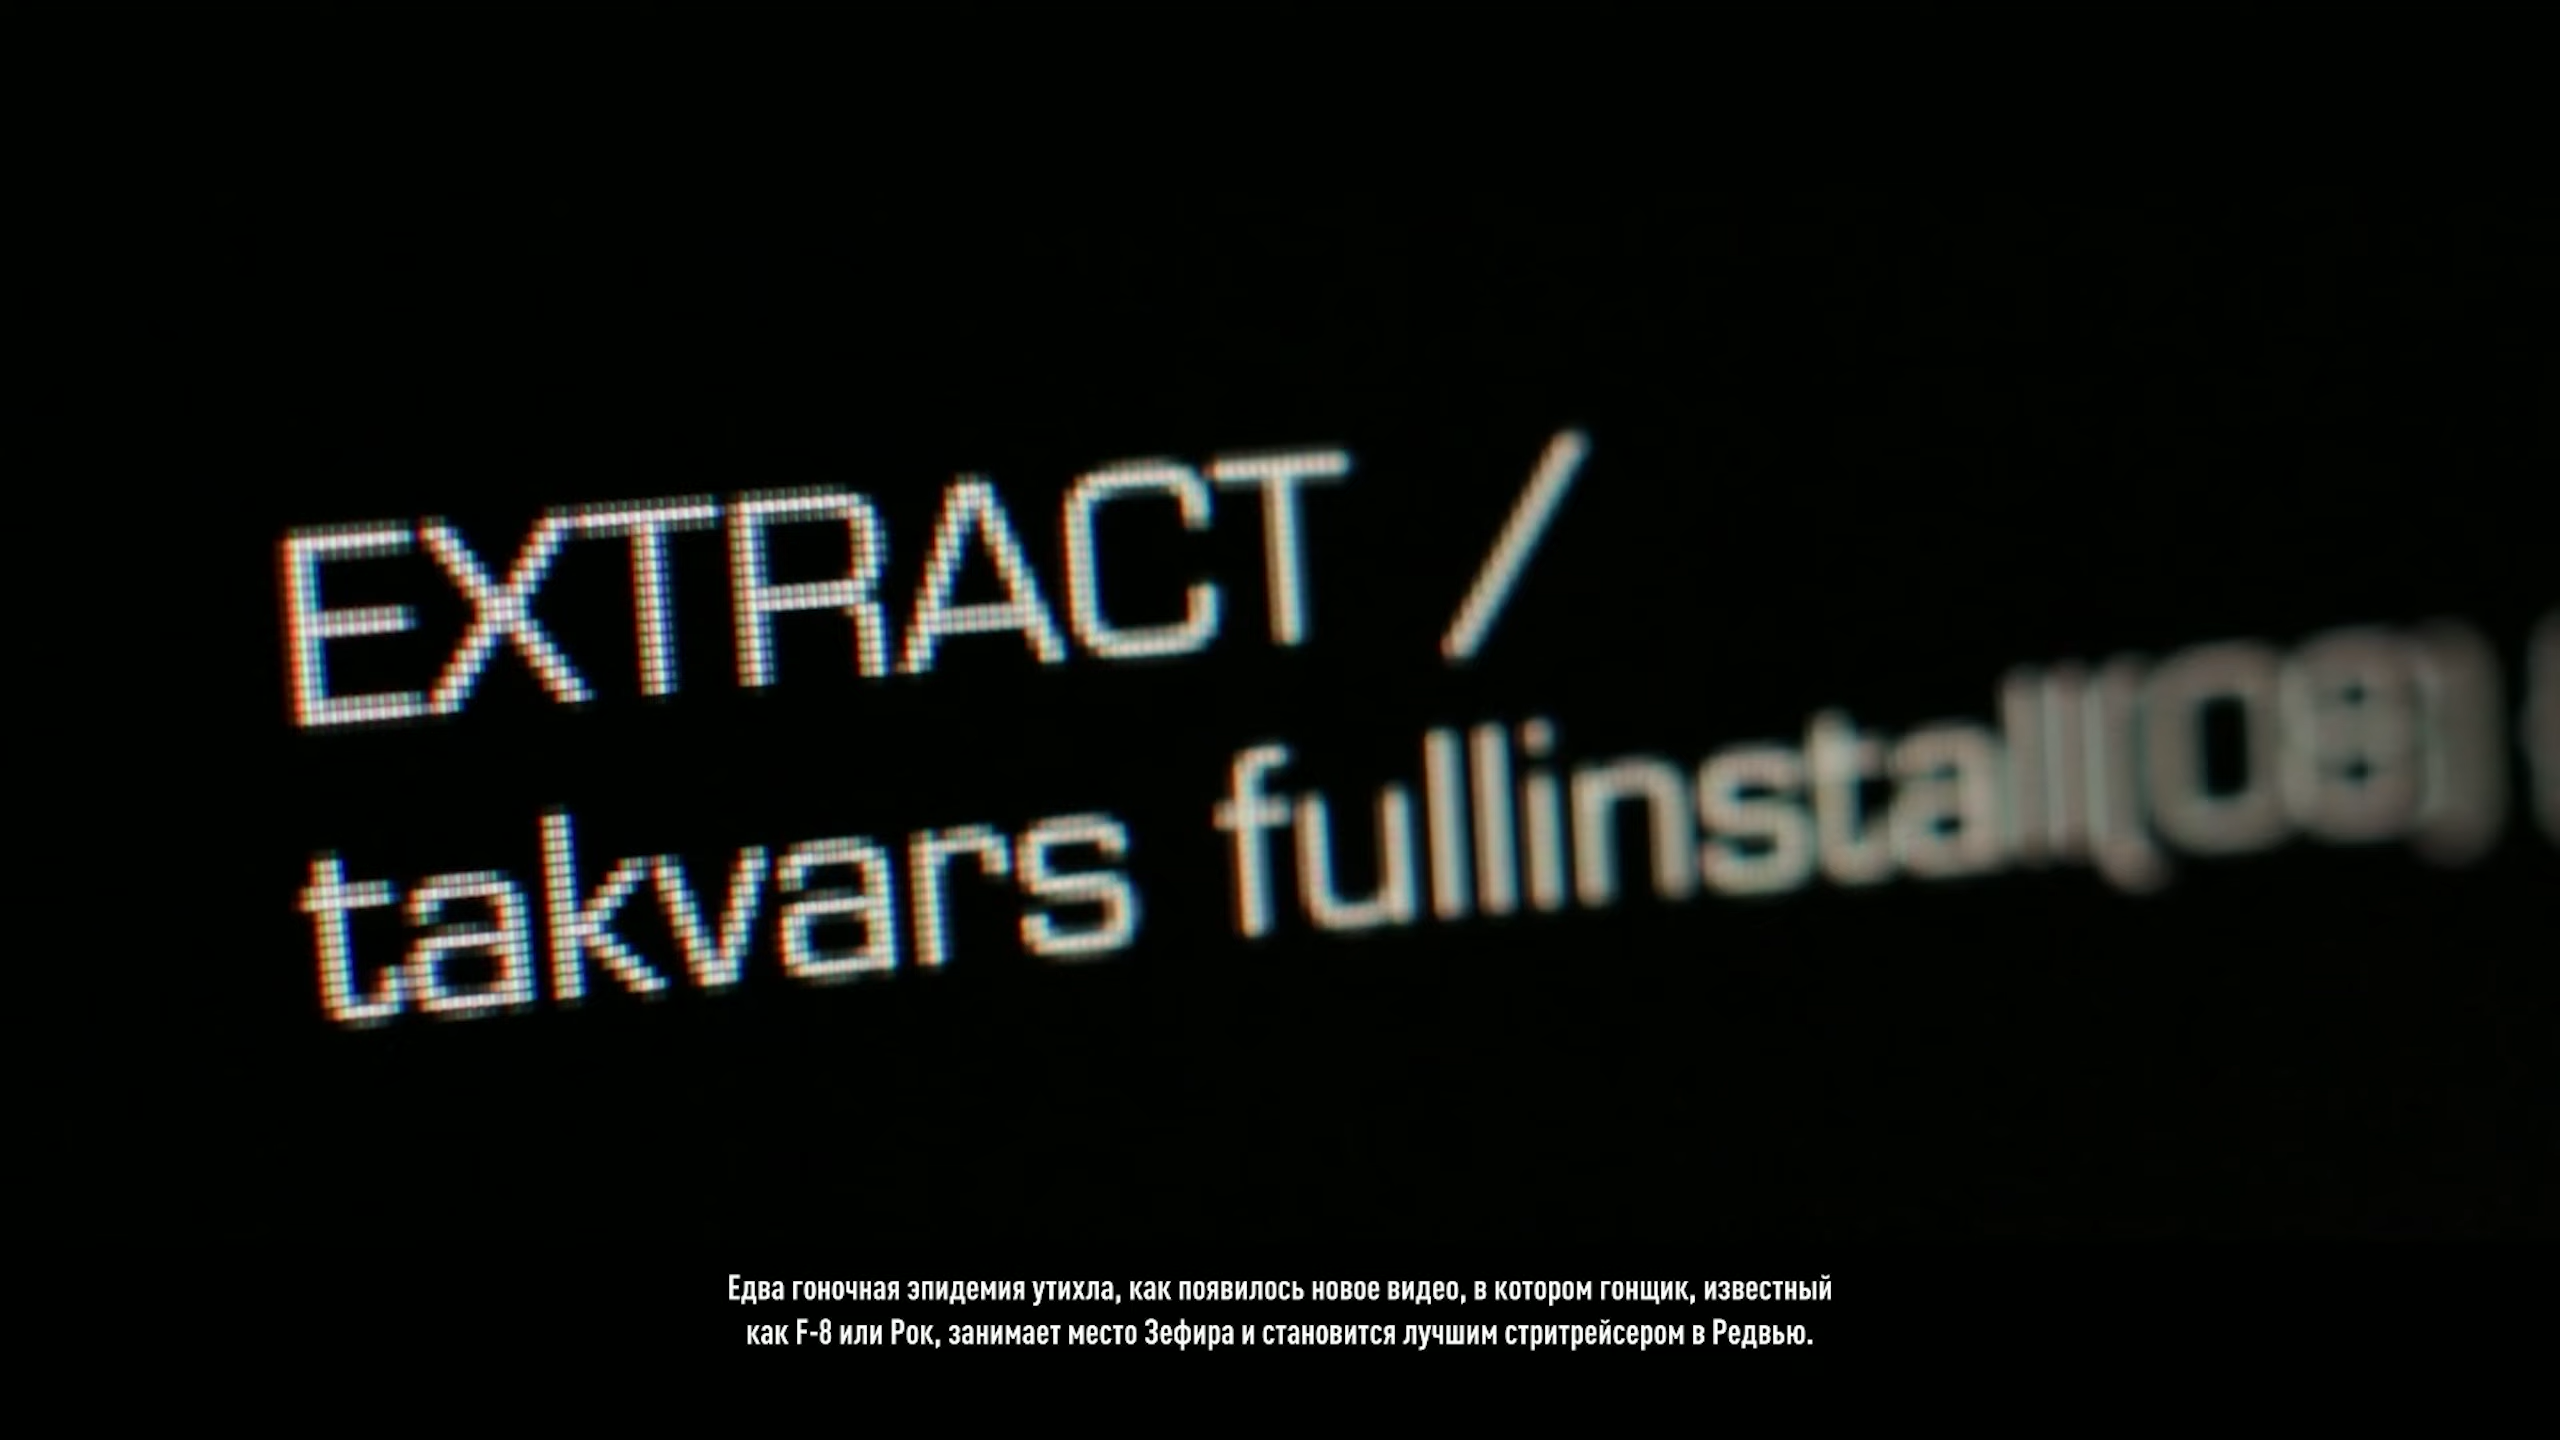 EXTRACT /
takvars fullinstall(08)
Едва гоночная эпидемия утихла, как появилось новое видео, в котором гонщик, известный
как F-8 или Рок, занимает место Зефира и становится лучшим стритрейсером в Редвью.